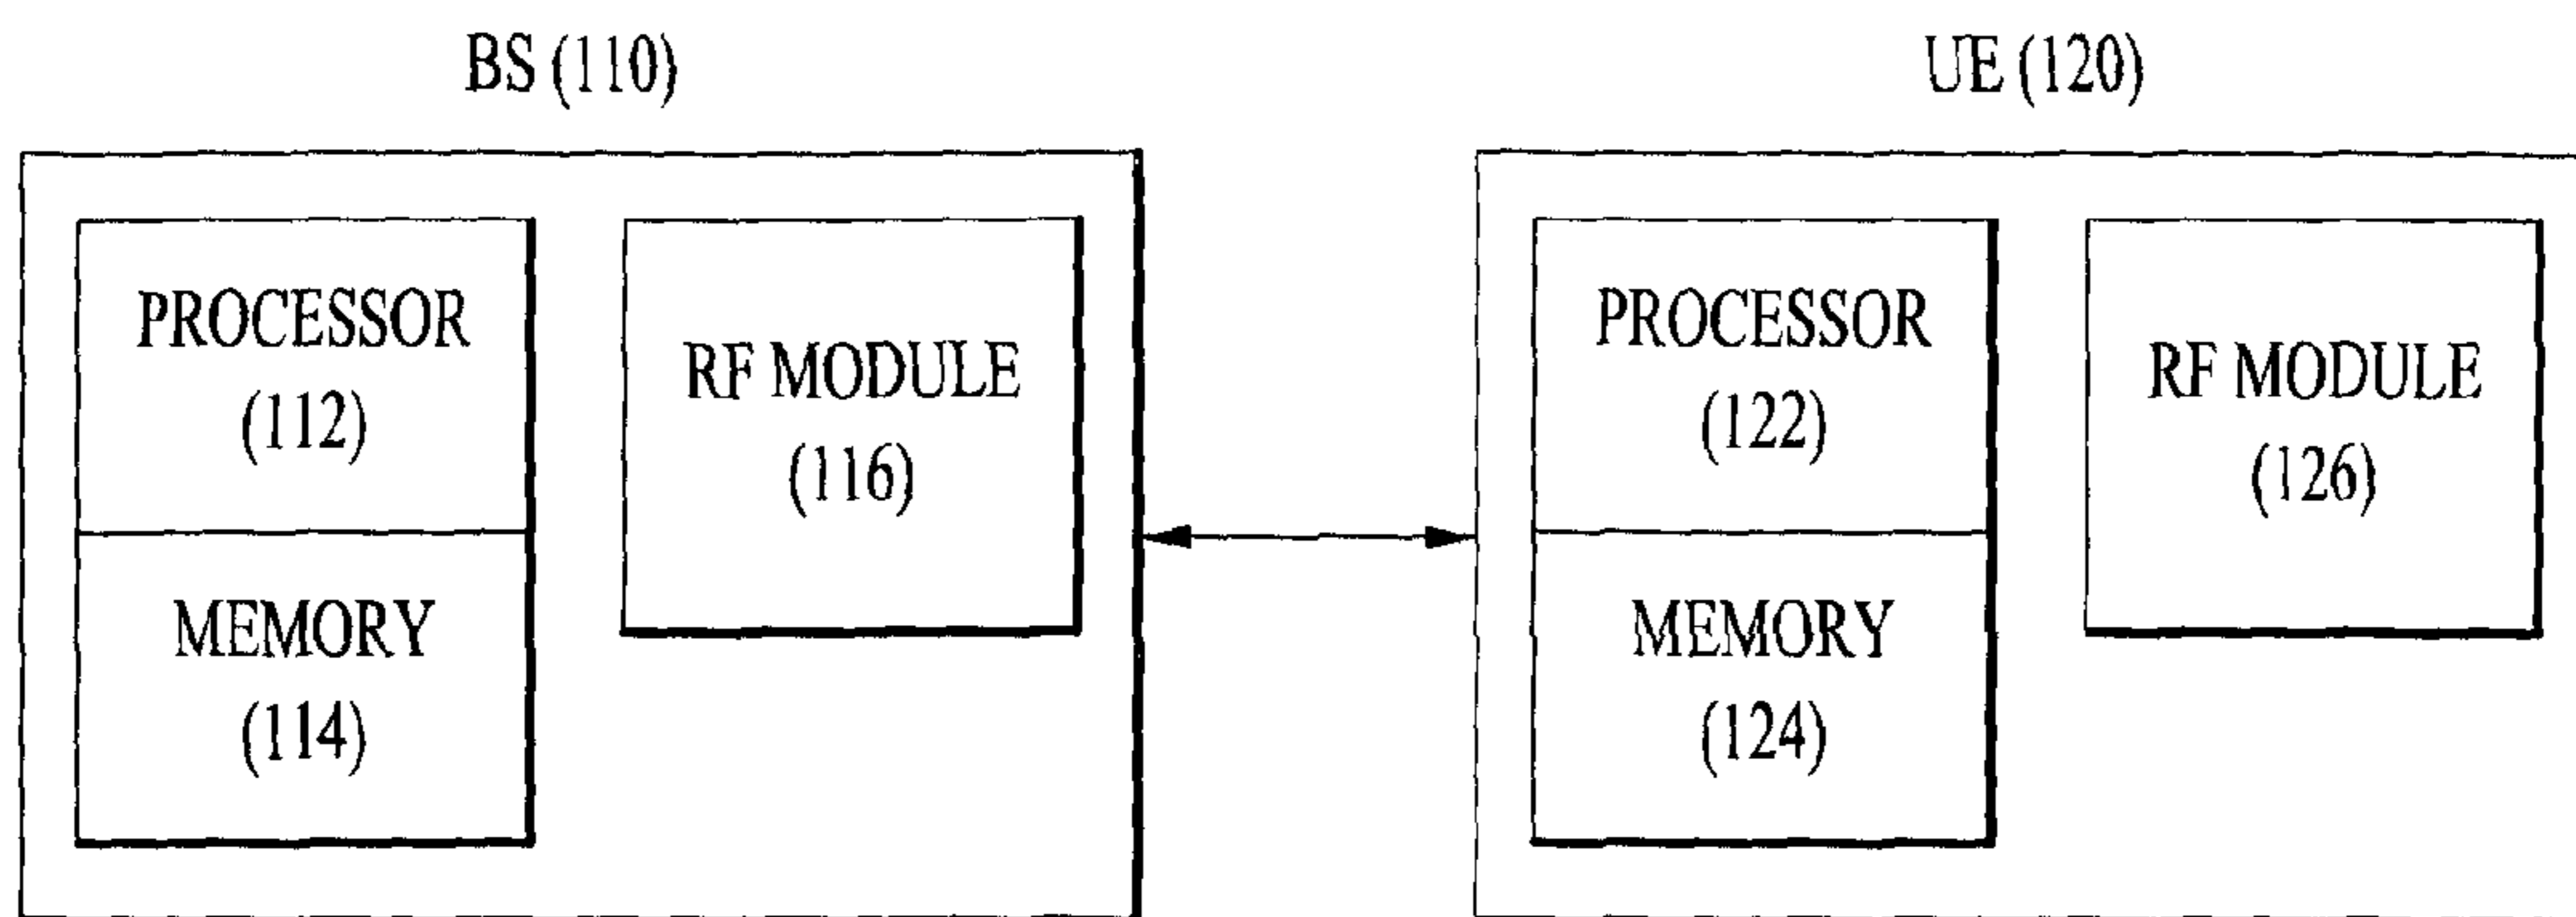 BS (110)
UE (120)
PROCESSOR
(112)
MEMORY
(114)
RF MODULE
(116)
PROCESSOR
(122)
MEMORY
(124)
RF MODULE
(126)